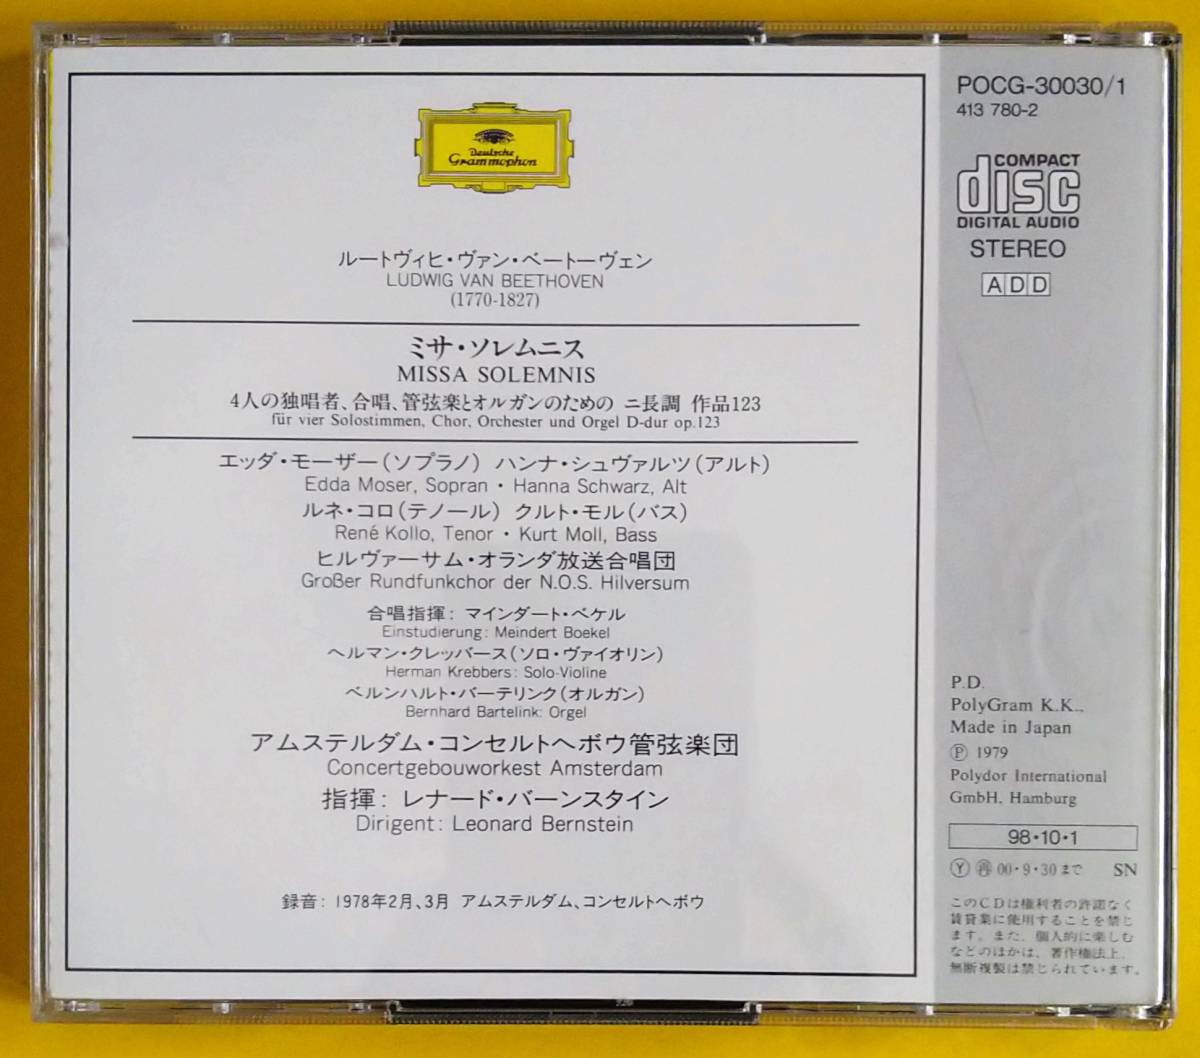 Deutsche
Grammophon
ルートヴィヒ・ヴァン・ベートーヴェン
LUDWIG VAN BEETHOVEN
(1770-1827)
ミサ・ソレムニス
MISSA SOLEMNIS
4人の独唱者、合唱、管弦楽とオルガンのための ニ長調 作品123
für vier Solostimmen, Chor, Orchester und Orgel D-dur op.123
エッダ・モーザー(ソプラノ) ハンナ・シュヴァルツ(アルト)
Edda Moser, Sopran・Hanna Schwarz, Alt
ルネ・コロ(テノール) クルト・モル(バス)
René Kollo, Tenor・Kurt Moll, Bass
ヒルヴァーサム・オランダ放送合唱団
Großer Rundfunkchor der N.O.S. Hilversum
合唱指揮: マインダート・ベケル
Einstudierung: Meindert Boekel
ヘルマン・クレッバース(ソロ・ヴァイオリン)
Herman Krebbers: Solo-Violine
ベルンハルト・バーテリンク(オルガン)
Bernhard Bartelink: Orgel
アムステルダム・コンセルトヘボウ管弦楽団
Concertgebouworkest Amsterdam
指揮: レナード・バーンスタイン
Dirigent: Leonard Bernstein
録音: 1978年2月、3月 アムステルダム、コンセルトヘボウ
POCG-30030/1
413 780-2
COMPACT
disc
DIGITAL AUDIO
STEREO
ADD
P.D.
PolyGram K.K.,
Made in Japan
Ⓟ 1979
Polydor International
GmbH, Hamburg
98・10・1
Ⓨ 00・9・30まで SN
このCDは権利者の許諾なく
賃貸業に使用することを禁じ
ます。また、個人的に楽しむ
などのほかは、著作権法上、
無断複製は禁じられています。